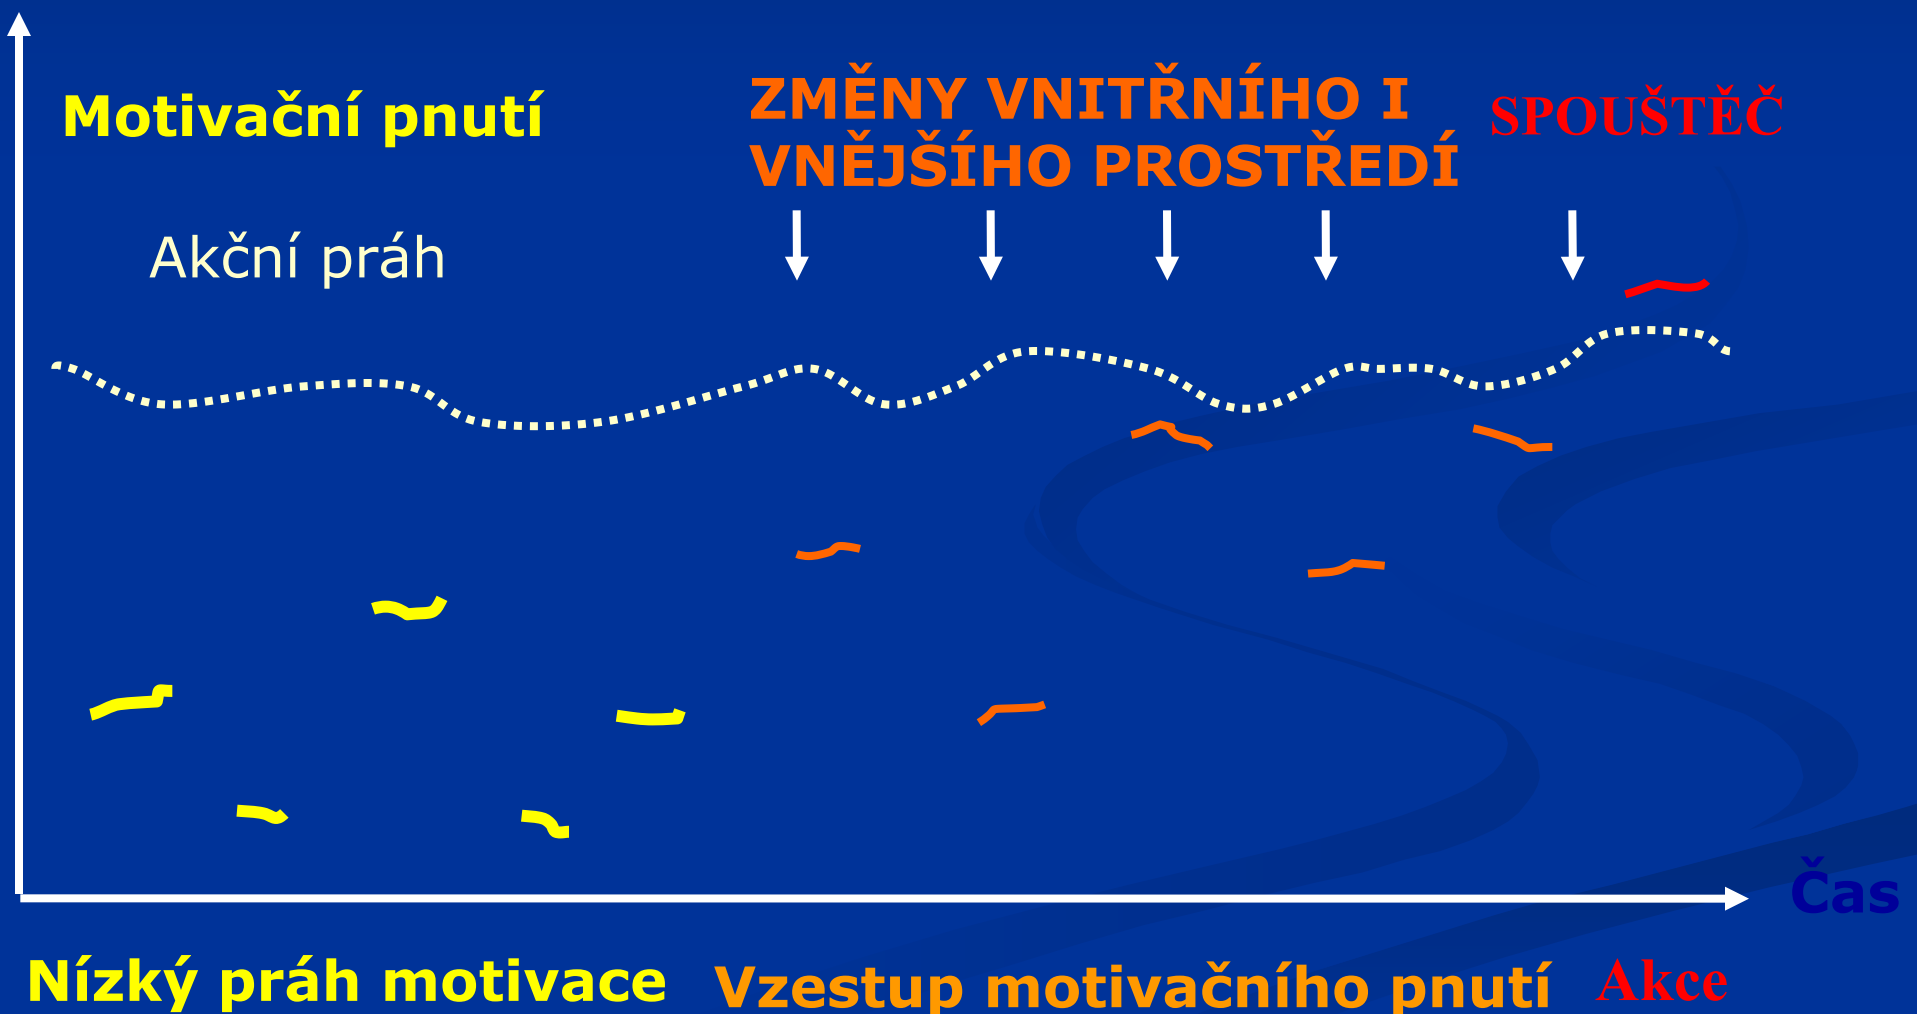 Motivační pnutí
ZMĚNY VNITŘNÍHO I
VNĚJŠÍHO PROSTŘEDÍ
SPOUŠTĚČ
Akční práh
Čas
Nízký práh motivace
Vzestup motivačního pnutí
Akce